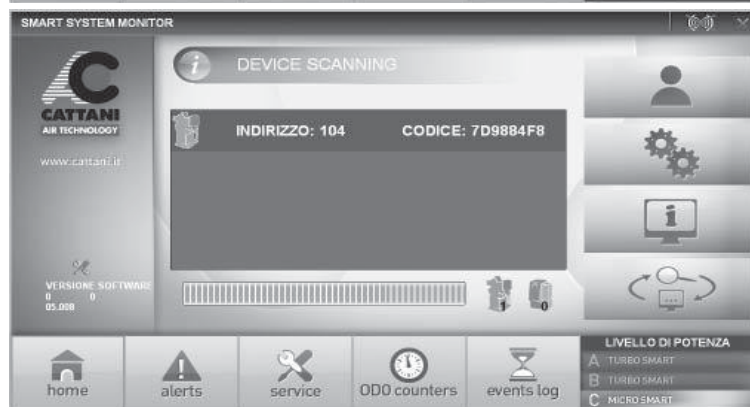 SMART SYSTEM MONITOR
DEVICE SCANNING
AC
CATTANI
AIR TECHNOLOGY
www.cattani.it
INDIRIZZO: 104 CODICE: 7D9884F8
VERSIONE SOFTWARE
0 0
05.008
1 0
home alerts service ODO counters events log
LIVELLO DI POTENZA
A TURBO SMART
B TURBO SMART
C MICRO SMART